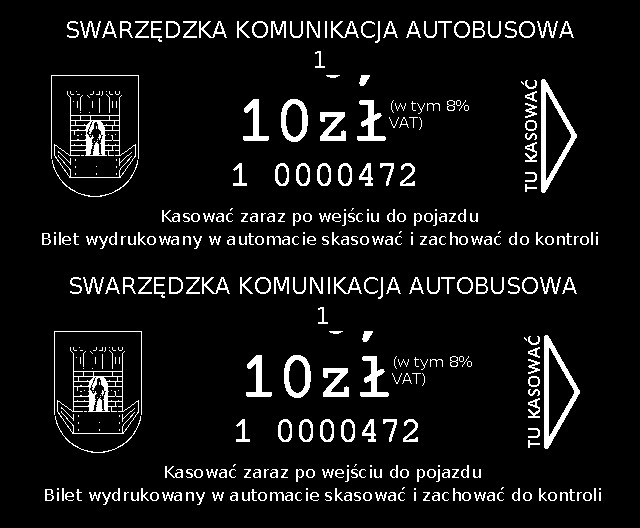 SWARZĘDZKA KOMUNIKACJA AUTOBUSOWA
1
10zł (w tym 8% VAT)
1 0000472
TU KASOWAĆ
Kasować zaraz po wejściu do pojazdu
Bilet wydrukowany w automacie skasować i zachować do kontroli
SWARZĘDZKA KOMUNIKACJA AUTOBUSOWA
1
10zł (w tym 8% VAT)
1 0000472
TU KASOWAĆ
Kasować zaraz po wejściu do pojazdu
Bilet wydrukowany w automacie skasować i zachować do kontroli